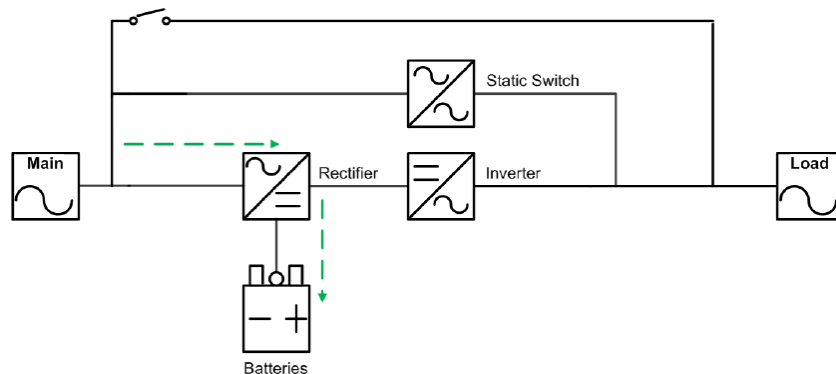 Static Switch
Main
Rectifier
Inverter
Load
Batteries